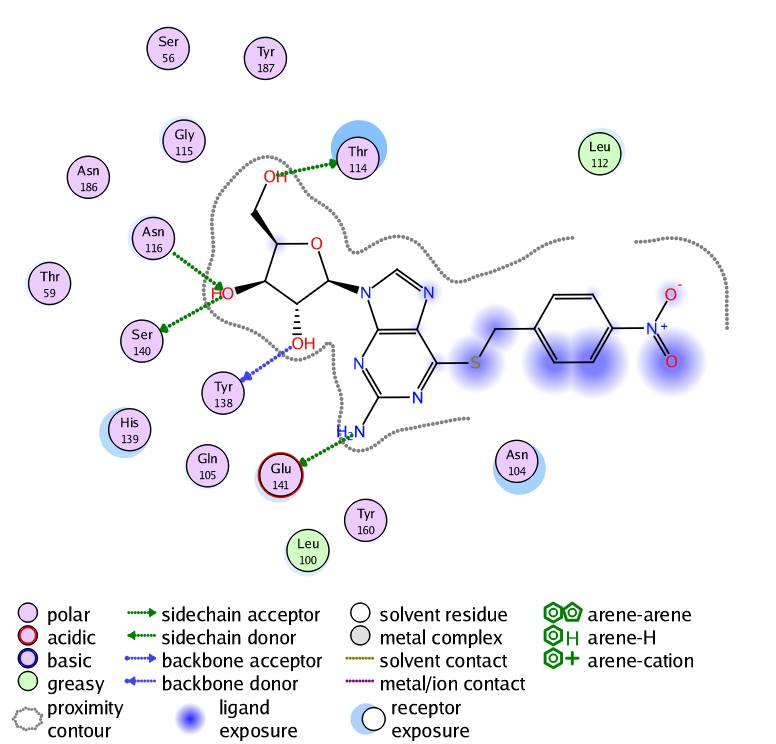 Ser
56
Tyr
187
Gly
115
Thr
114
Leu
112
Asn
186
OH
Asn
116
O
Thr
59
HO
N
N
O-
N+
Ser
140
OH
N
S
O
Tyr
138
N
His
139
H2N
Gln
105
Glu
141
Asn
104
Tyr
160
Leu
100
polar sidechain acceptor solvent residue arene-arene
acidic sidechain donor metal complex H arene-H
basic backbone acceptor solvent contact + arene-cation
greasy backbone donor metal/ion contact
proximity ligand receptor
contour exposure exposure